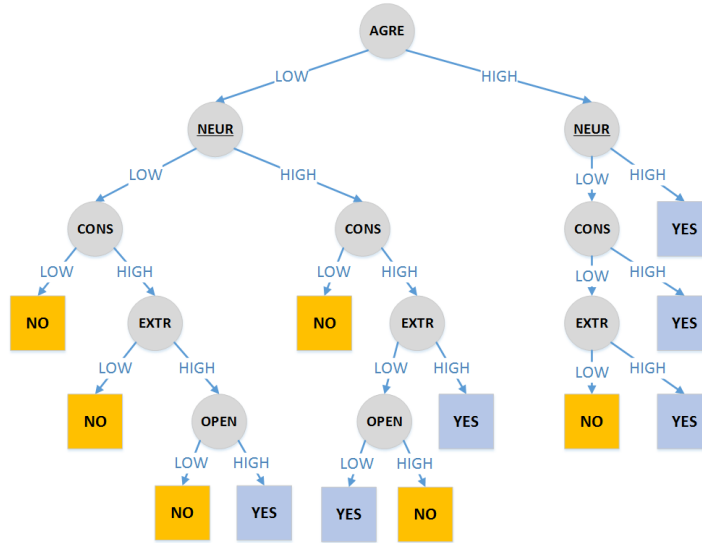 AGRE
LOW HIGH
NEUR NEUR
LOW HIGH LOW HIGH
CONS CONS CONS YES
LOW HIGH LOW HIGH LOW HIGH
NO EXTR NO EXTR EXTR YES
LOW HIGH LOW HIGH LOW HIGH
NO OPEN OPEN YES NO YES
LOW HIGH LOW HIGH
NO YES YES NO